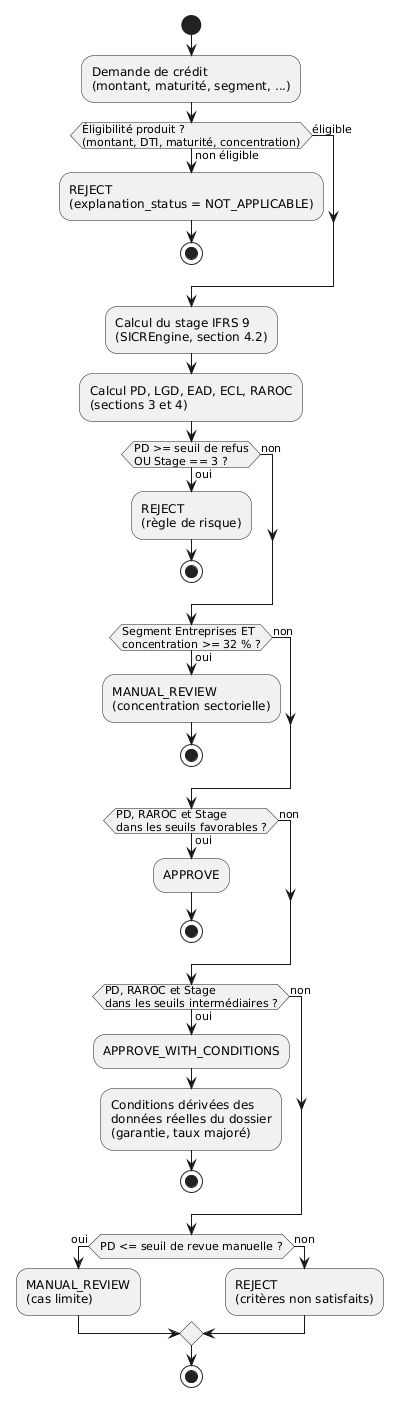 Demande de crédit
(montant, maturité, segment, ...)
Éligibilité produit ?
(montant, DTI, maturité, concentration)
éligible
non éligible
REJECT
(explanation_status = NOT_APPLICABLE)
Calcul du stage IFRS 9
(SICREngine, section 4.2)
Calcul PD, LGD, EAD, ECL, RAROC
(sections 3 et 4)
PD >= seuil de refus
OU Stage == 3 ?
non
oui
REJECT
(règle de risque)
Segment Entreprises ET
concentration >= 32 % ?
non
oui
MANUAL_REVIEW
(concentration sectorielle)
PD, RAROC et Stage
dans les seuils favorables ?
non
oui
APPROVE
PD, RAROC et Stage
dans les seuils intermédiaires ?
non
oui
APPROVE_WITH_CONDITIONS
Conditions dérivées des
données réelles du dossier
(garantie, taux majoré)
oui
PD <= seuil de revue manuelle ?
non
MANUAL_REVIEW
(cas limite)
REJECT
(critères non satisfaits)